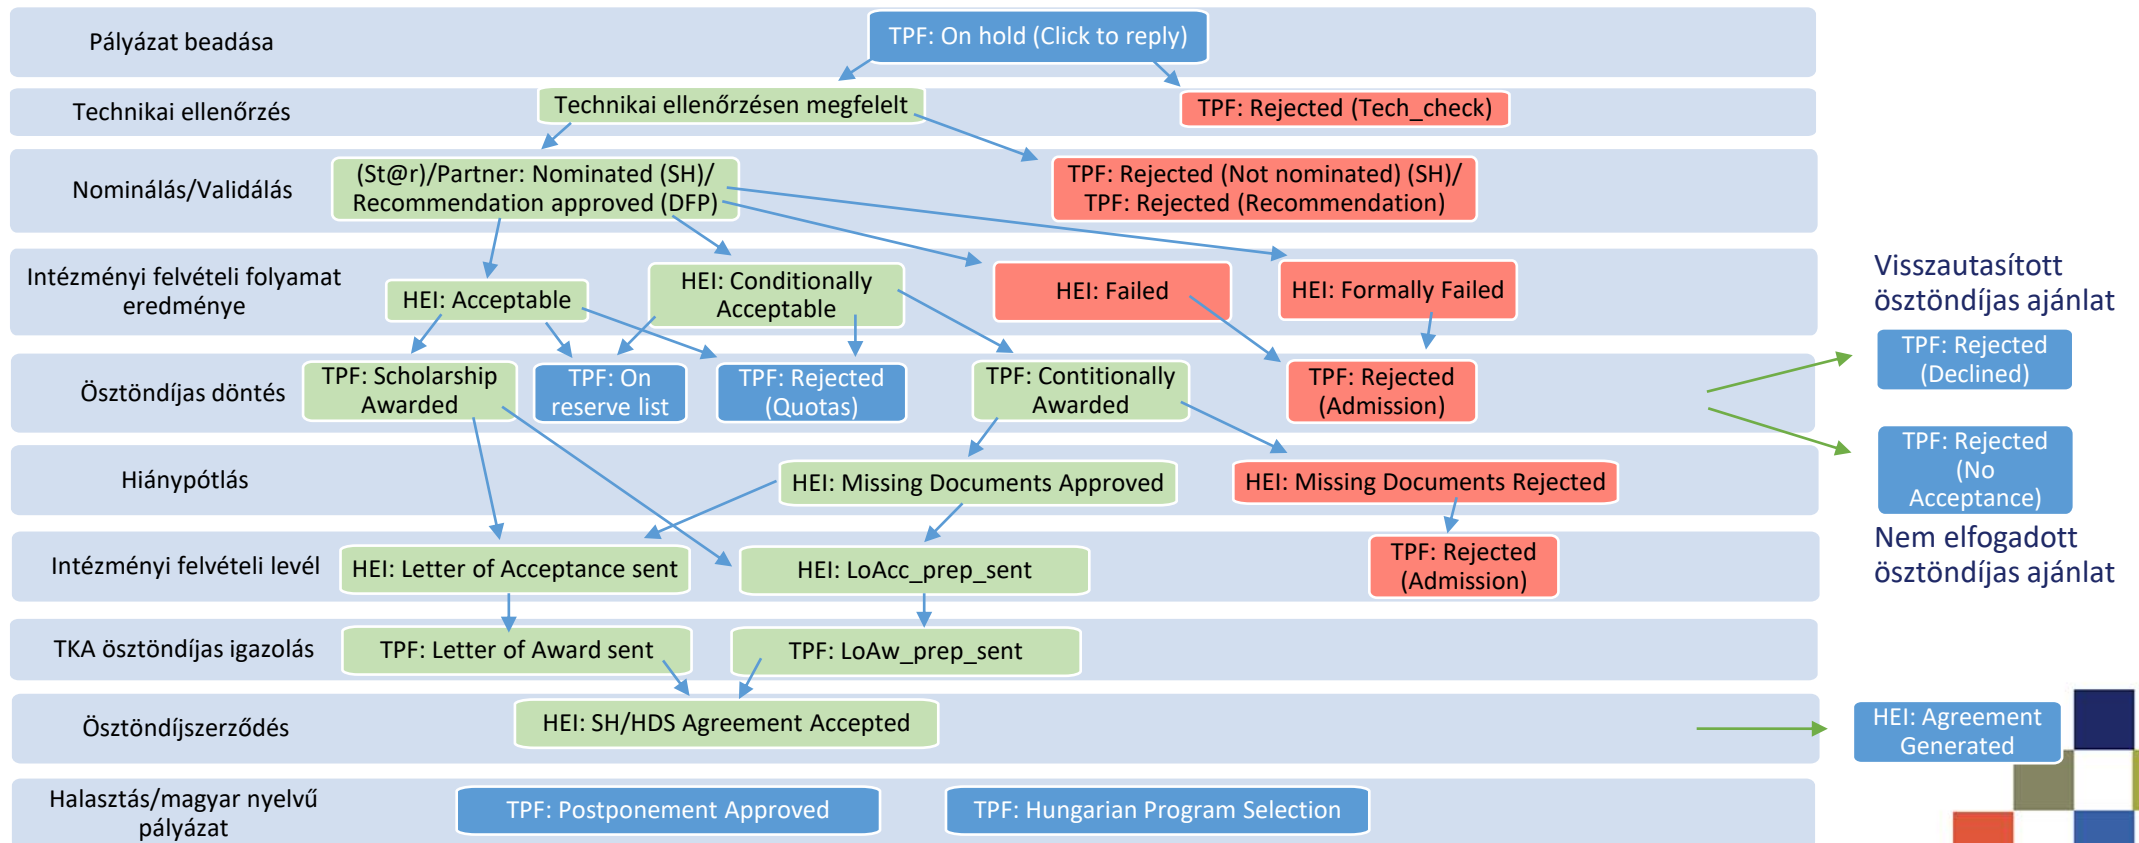 Pályázat beadása
TPF: On hold (Click to reply)
Technikai ellenőrzés
Technikai ellenőrzésen megfelelt
TPF: Rejected (Tech_check)
Nominálás/Validálás
(St@r)/Partner: Nominated (SH)/
Recommendation approved (DFP)
TPF: Rejected (Not nominated) (SH)/
TPF: Rejected (Recommendation)
Intézményi felvételi folyamat
eredménye
HEI: Acceptable
HEI: Conditionally
Acceptable
HEI: Failed
HEI: Formally Failed
Visszautasított
ösztöndíjas ajánlat
Ösztöndíjas döntés
TPF: Scholarship
Awarded
TPF: On
reserve list
TPF: Rejected
(Quotas)
TPF: Contitionally
Awarded
TPF: Rejected
(Admission)
TPF: Rejected
(Declined)
TPF: Rejected
(No
Acceptance)
Nem elfogadott
ösztöndíjas ajánlat
Hiánypótlás
HEI: Missing Documents Approved
HEI: Missing Documents Rejected
Intézményi felvételi levél
HEI: Letter of Acceptance sent
HEI: LoAcc_prep_sent
TPF: Rejected
(Admission)
TKA ösztöndíjas igazolás
TPF: Letter of Award sent
TPF: LoAw_prep_sent
Ösztöndíjszerződés
HEI: SH/HDS Agreement Accepted
HEI: Agreement
Generated
Halasztás/magyar nyelvű
pályázat
TPF: Postponement Approved
TPF: Hungarian Program Selection